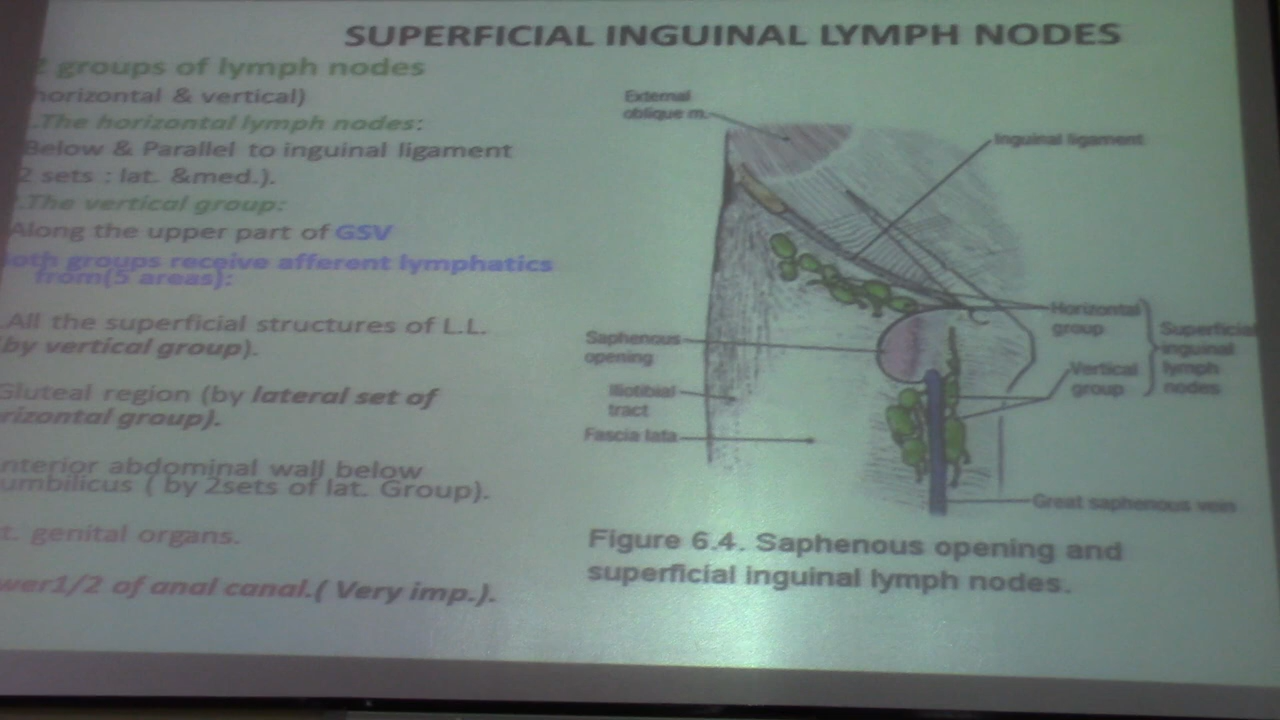 SUPERFICIAL INGUINAL LYMPH NODES
groups of lymph nodes
horizontal & vertical)
.The horizontal lymph nodes:
Below & Parallel to inguinal ligament
2 sets : lat. &med.).
.The vertical group:
Along the upper part of GSV
oth groups receive afferent lymphatics
from(5 areas):
.All the superficial structures of L.L.
(by vertical group).
Gluteal region (by lateral set of
rizontal group).
nterior abdominal wall below
umbilicus ( by 2sets of lat. Group).
t. genital organs.
wer1/2 of anal canal.( Very imp.).
External
oblique m.
Inguinal ligament
Saphenous
opening
Iliotibial
tract
Fascia lata
Horizontal
group
Vertical
group
Superficial
inguinal
lymph
nodes
Great saphenous vein
Figure 6.4. Saphenous opening and
superficial inguinal lymph nodes.